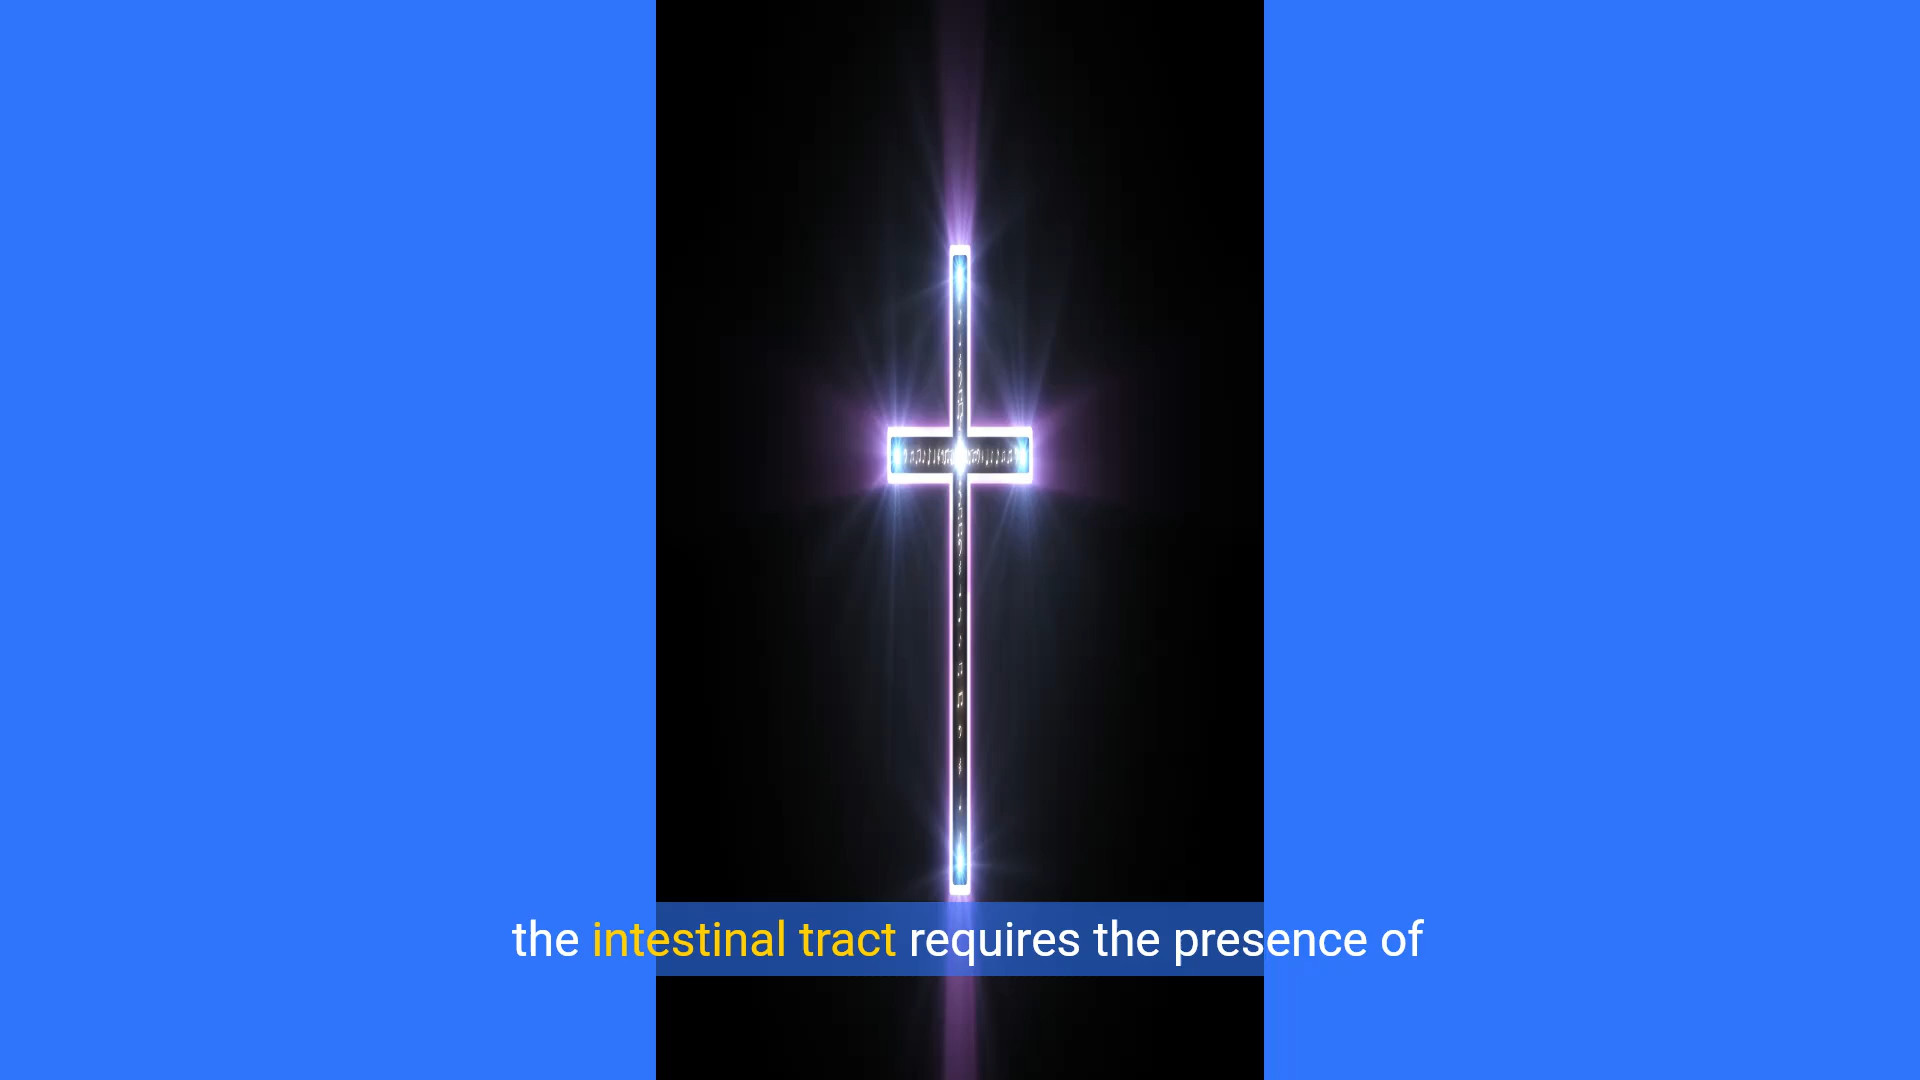 the intestinal tract requires the presence of